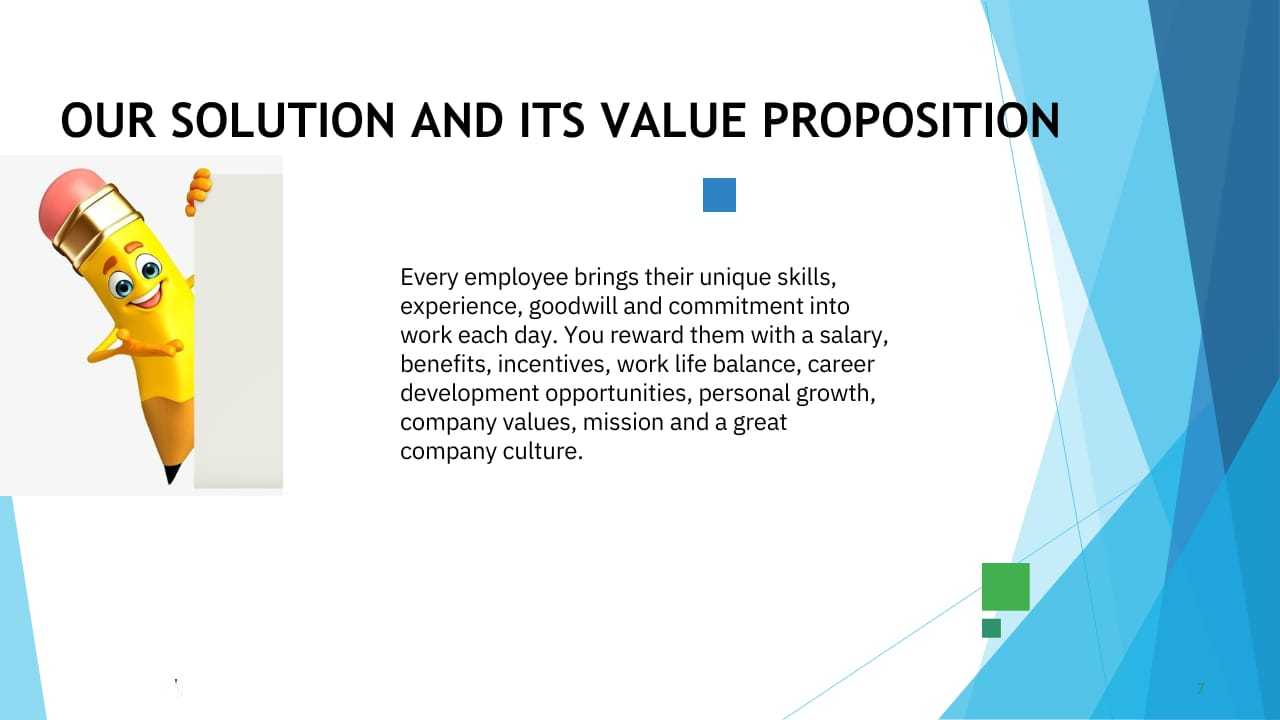 OUR SOLUTION AND ITS VALUE PROPOSITION
Every employee brings their unique skills,
experience, goodwill and commitment into
work each day. You reward them with a salary,
benefits, incentives, work life balance, career
development opportunities, personal growth,
company values, mission and a great
company culture.
7